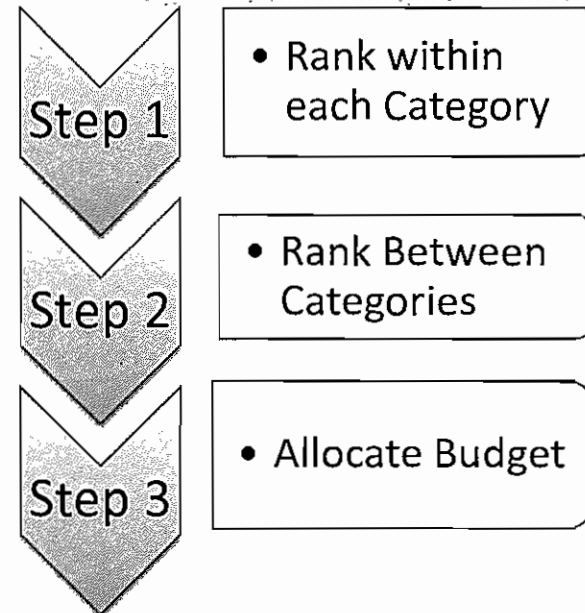 Step 1
• Rank within
each Category
Step 2
• Rank Between
Categories
Step 3
• Allocate Budget